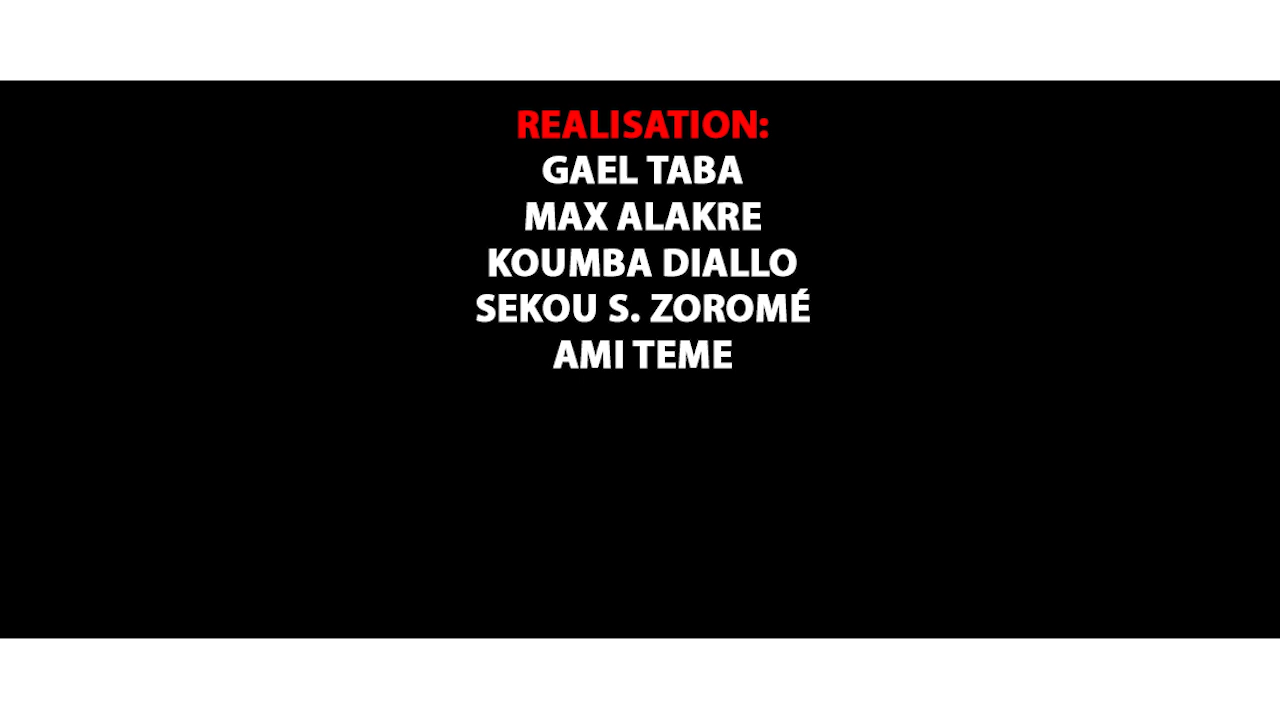 REALISATION:
GAEL TABA
MAX ALAKRE
KOUMBA DIALLO
SEKOU S. ZOROMÉ
AMI TEME